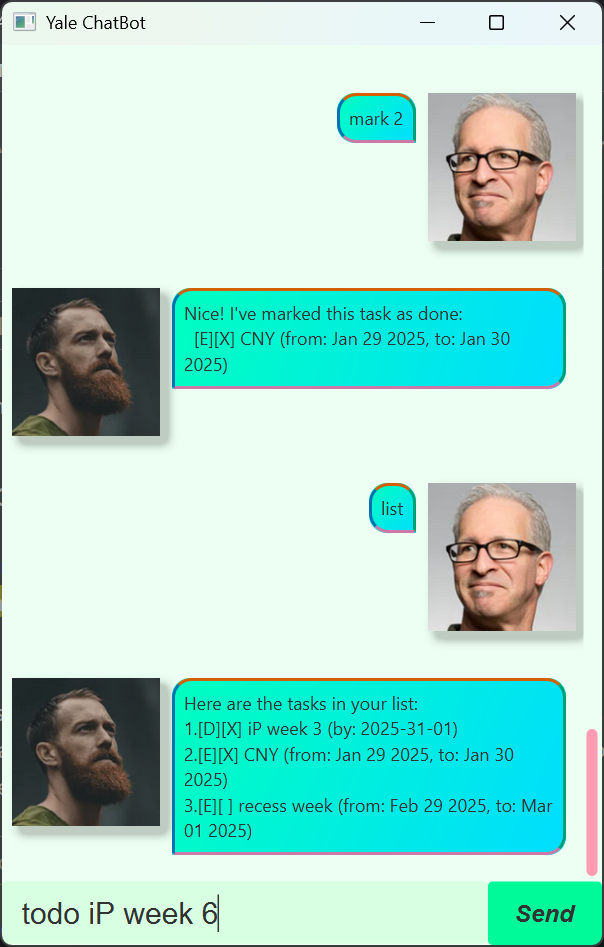 Yale ChatBot
mark 2
Nice! I've marked this task as done:
[E][X] CNY (from: Jan 29 2025, to: Jan 30
2025)
list
Here are the tasks in your list:
1.[D][X] iP week 3 (by: 2025-31-01)
2.[E][X] CNY (from: Jan 29 2025, to: Jan 30
2025)
3.[E][ ] recess week (from: Feb 29 2025, to: Mar
01 2025)
todo iP week 6
Send